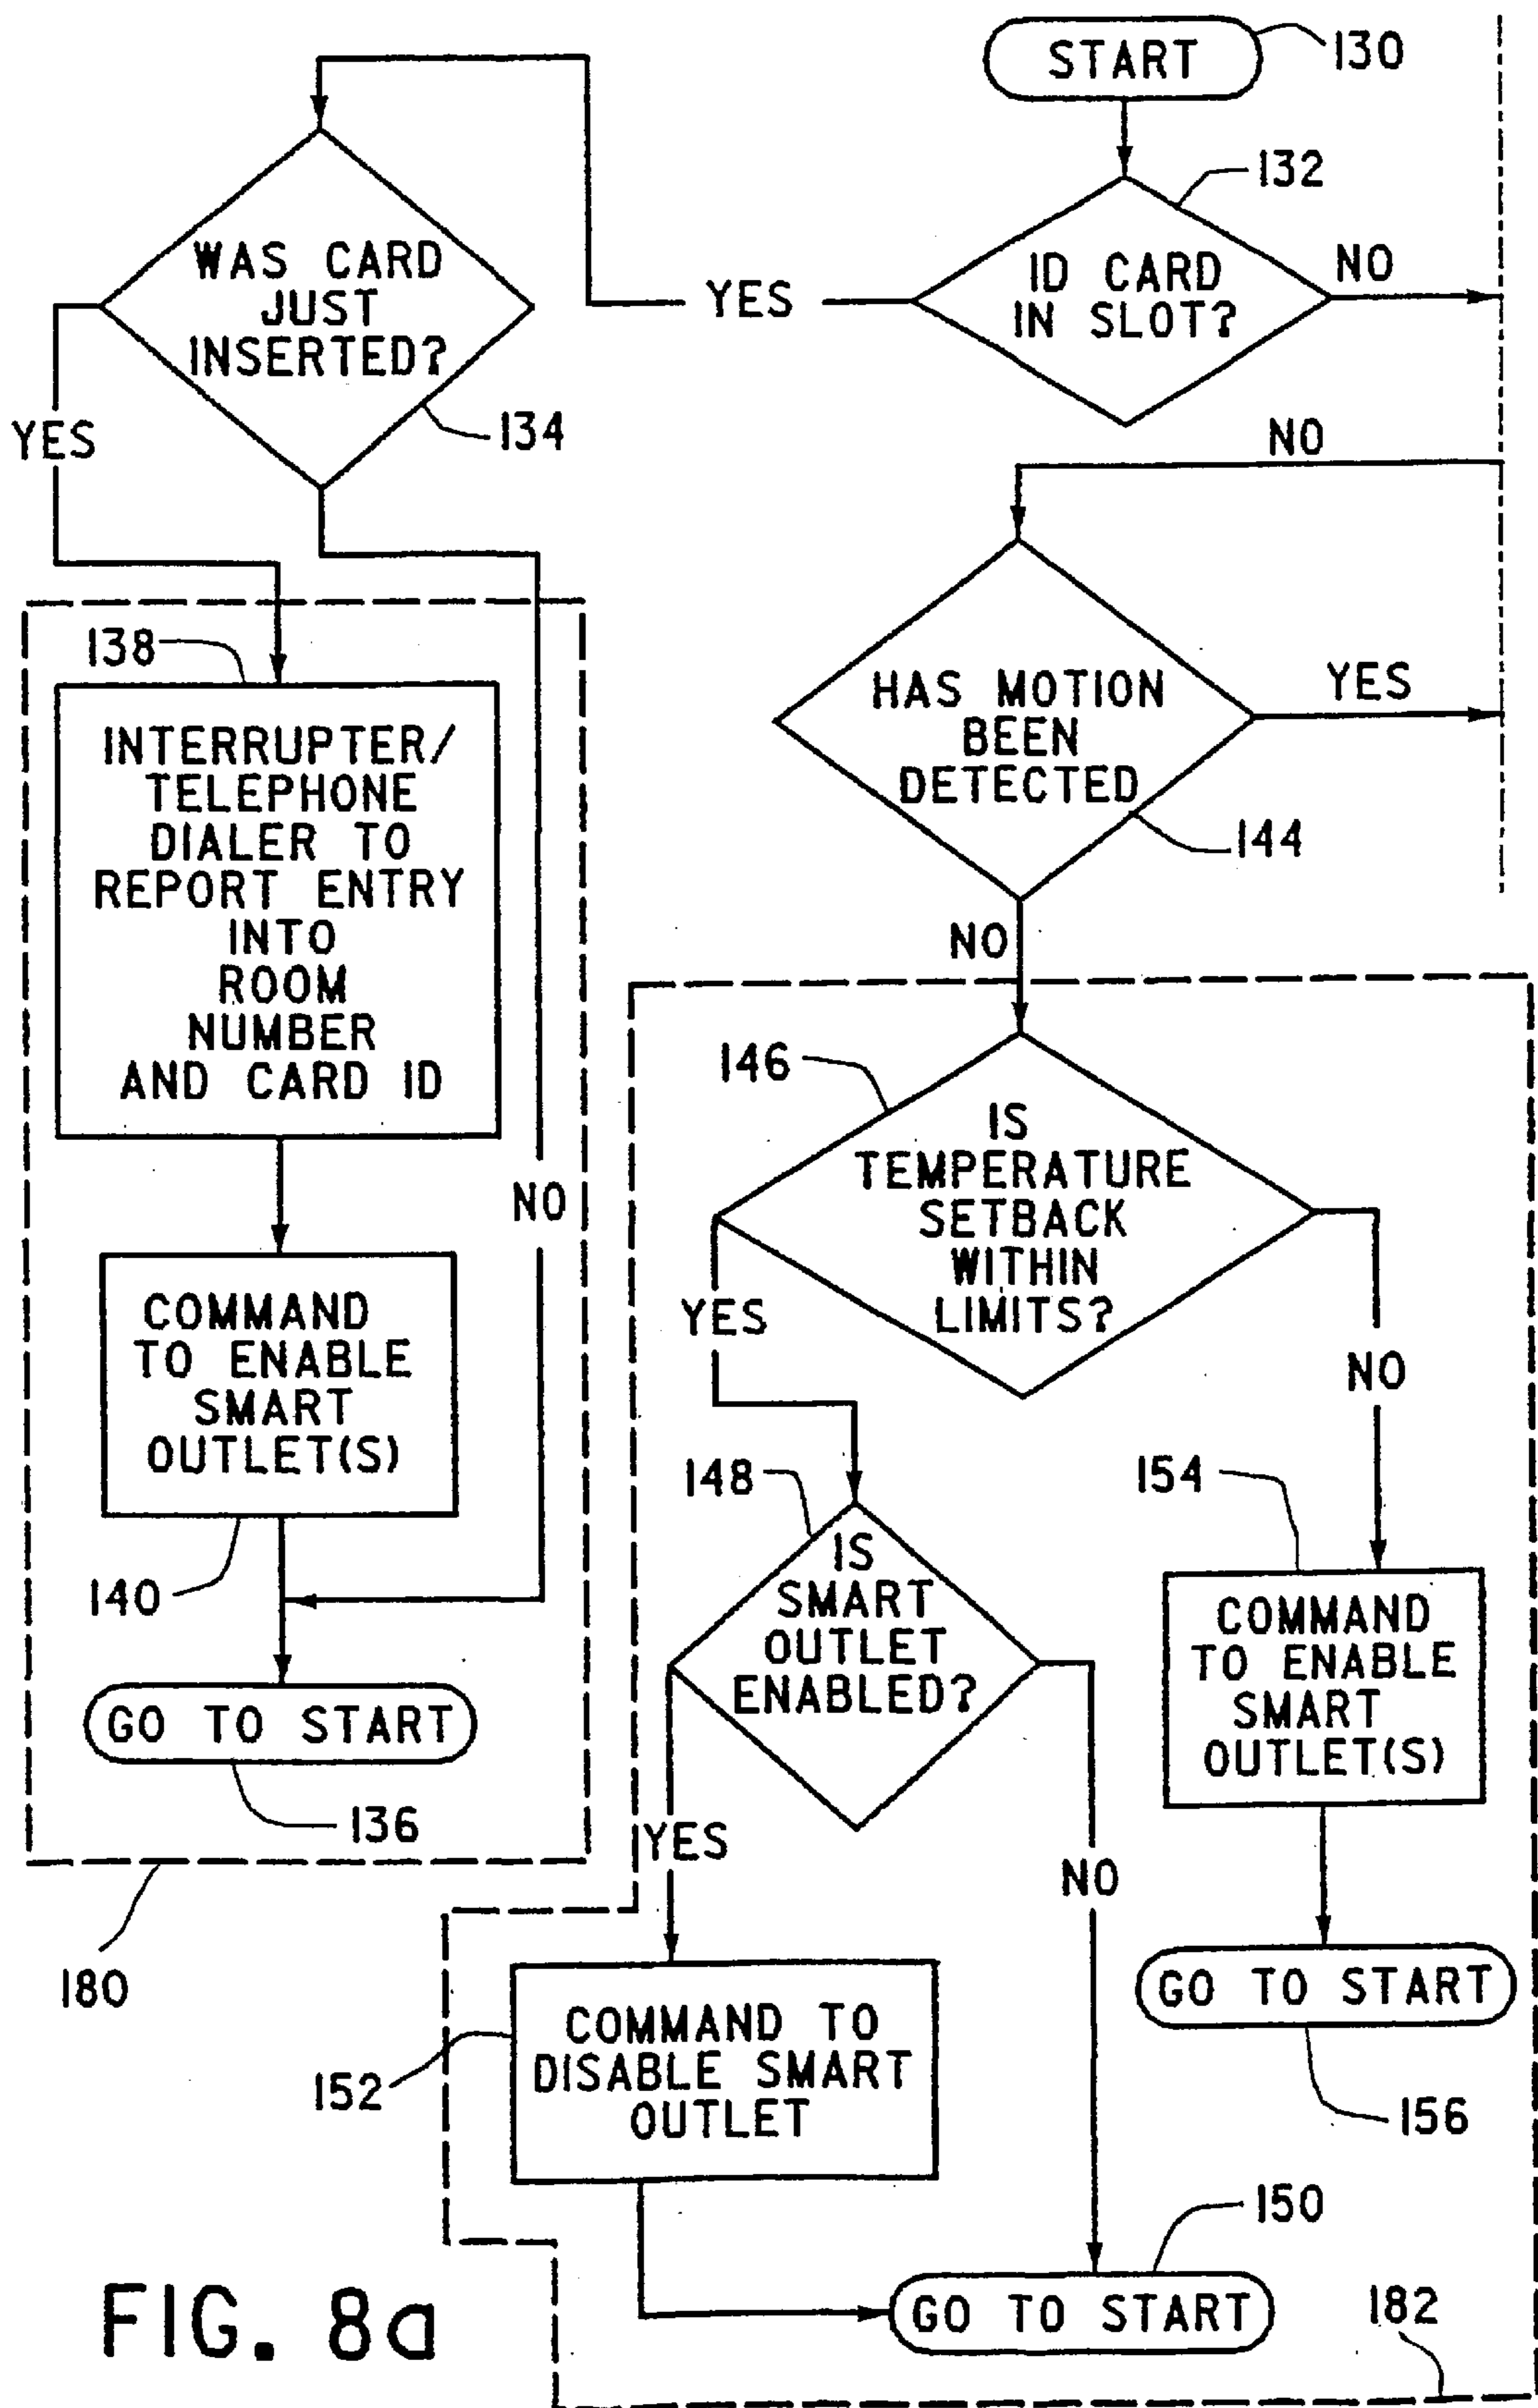 START
130
132
ID CARD
IN SLOT?
NO
YES
WAS CARD
JUST
INSERTED?
134
YES
NO
138
INTERRUPTER/
TELEPHONE
DIALER TO
REPORT ENTRY
INTO
ROOM
NUMBER
AND CARD ID
NO
COMMAND
TO ENABLE
SMART
OUTLET(S)
140
GO TO START
136
180
HAS MOTION
BEEN
DETECTED
YES
144
NO
146
IS
TEMPERATURE
SETBACK
WITHIN
LIMITS?
YES
NO
148
IS
SMART
OUTLET
ENABLED?
154
COMMAND
TO ENABLE
SMART
OUTLET(S)
YES
NO
GO TO START
156
152
COMMAND TO
DISABLE SMART
OUTLET
150
GO TO START
182
FIG. 8a